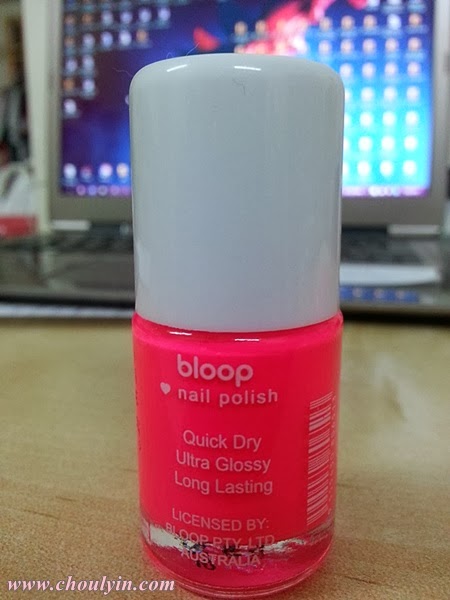 bloop
♥ nail polish
Quick Dry
Ultra Glossy
Long Lasting
LICENSED BY:
BLOOP PTY. LTD.
AUSTRALIA
www.choulyin.com